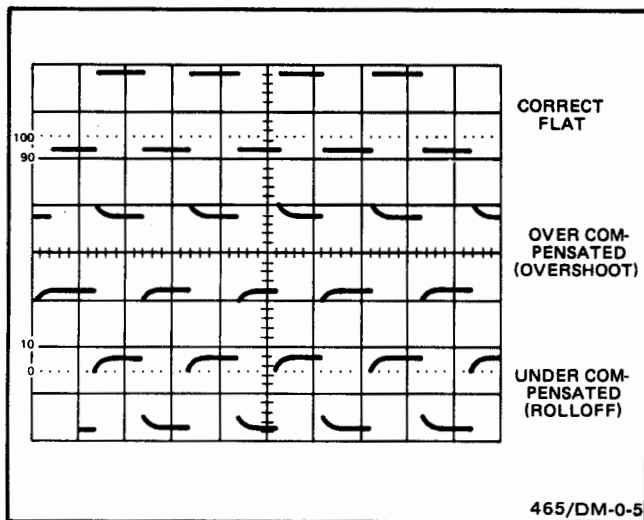 CORRECT
FLAT
100
90
OVER COM-
PENSATED
(OVERSHOOT)
10
0
UNDER COM-
PENSATED
(ROLLOFF)
465/DM-0-5